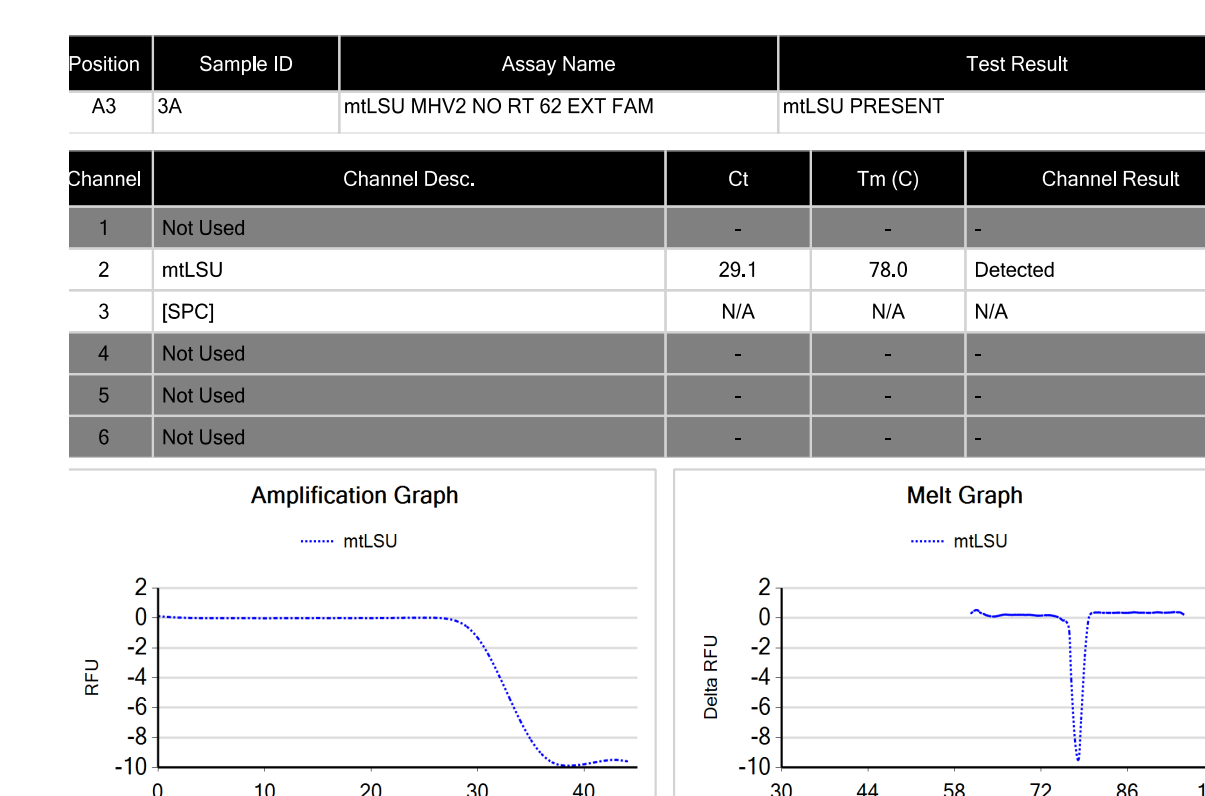 Position Sample ID Assay Name Test Result
A3 3A mtLSU MHV2 NO RT 62 EXT FAM mtLSU PRESENT
Channel Channel Desc. Ct Tm (C) Channel Result
1 Not Used - - -
2 mtLSU 29.1 78.0 Detected
3 [SPC] N/A N/A N/A
4 Not Used - - -
5 Not Used - - -
6 Not Used - - -
Amplification Graph
mtLSU
2
0
-2
-4
-6
-8
-10
RFU
0 10 20 30 40
Melt Graph
mtLSU
2
0
-2
-4
-6
-8
-10
Delta RFU
30 44 58 72 86